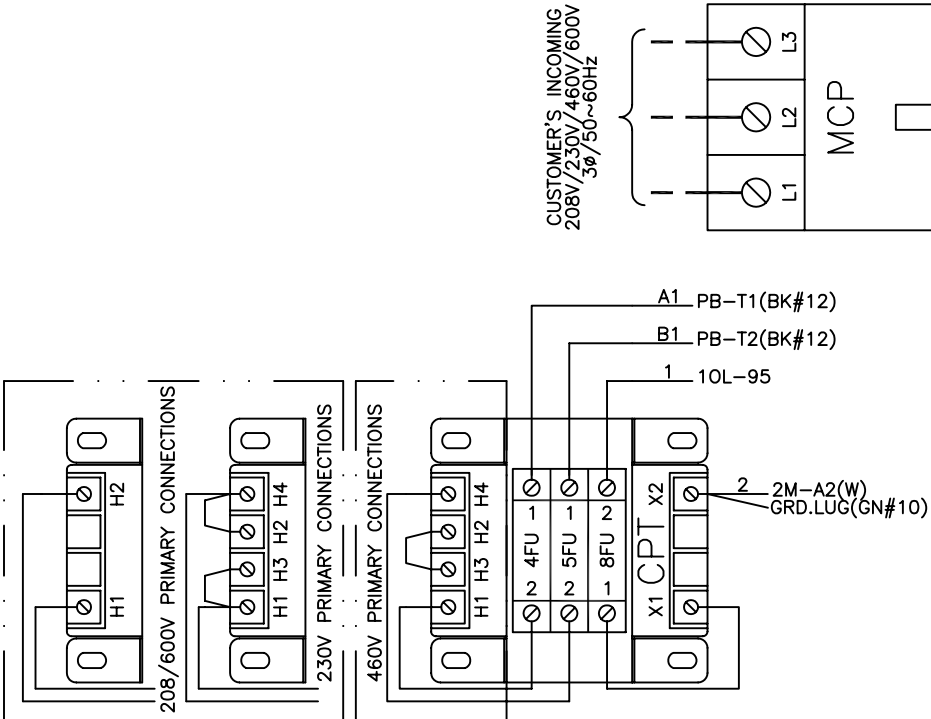 CUSTOMER'S INCOMING
208V/230V/460V/600V
3ø/50~60Hz
L3
L2
L1
MCP
A1 PB-T1(BK#12)
B1 PB-T2(BK#12)
1 1OL-95
2 2M-A2(W)
GRD.LUG(GN#10)
H2
H1
208/600V PRIMARY CONNECTIONS
H4
H2
H3
H1
230V PRIMARY CONNECTIONS
460V PRIMARY CONNECTIONS
H4
H2
H3
H1
1 4FU 2
1 5FU 2
2 8FU 1
X2
X1
CPT